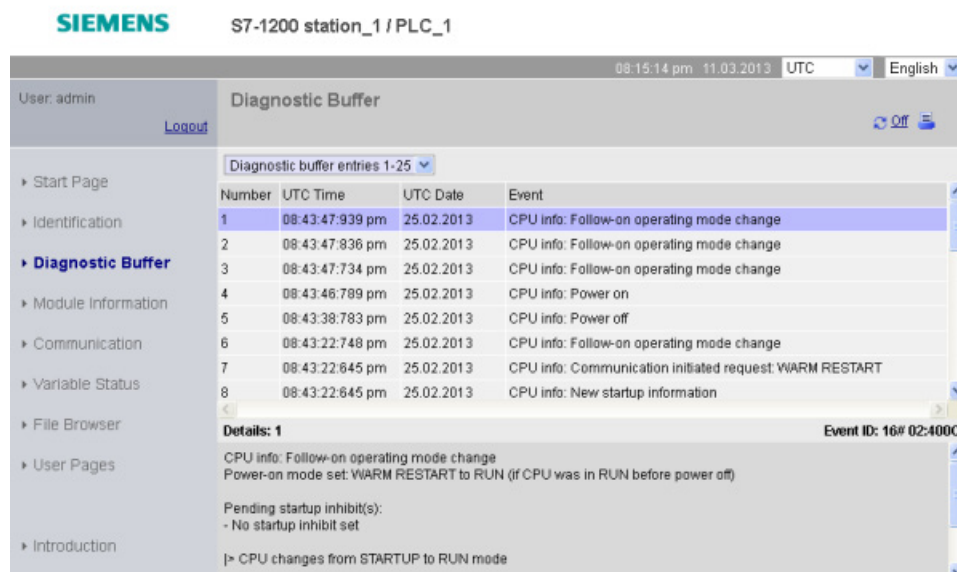 SIEMENS S7-1200 station_1 / PLC_1
08:15:14 pm 11.03.2013 UTC English
User: admin
Logout
Diagnostic Buffer
Off
Start Page
Identification
Diagnostic Buffer
Module Information
Communication
Variable Status
File Browser
User Pages
Introduction
Diagnostic buffer entries 1-25
Number UTC Time UTC Date Event
1 08:43:47:939 pm 25.02.2013 CPU info: Follow-on operating mode change
2 08:43:47:836 pm 25.02.2013 CPU info: Follow-on operating mode change
3 08:43:47:734 pm 25.02.2013 CPU info: Follow-on operating mode change
4 08:43:46:789 pm 25.02.2013 CPU info: Power on
5 08:43:38:783 pm 25.02.2013 CPU info: Power off
6 08:43:22:748 pm 25.02.2013 CPU info: Follow-on operating mode change
7 08:43:22:645 pm 25.02.2013 CPU info: Communication initiated request: WARM RESTART
8 08:43:22:645 pm 25.02.2013 CPU info: New startup information
Details: 1 Event ID: 16# 02:400C
CPU info: Follow-on operating mode change
Power-on mode set: WARM RESTART to RUN (if CPU was in RUN before power off)
Pending startup inhibit(s):
- No startup inhibit set
|> CPU changes from STARTUP to RUN mode